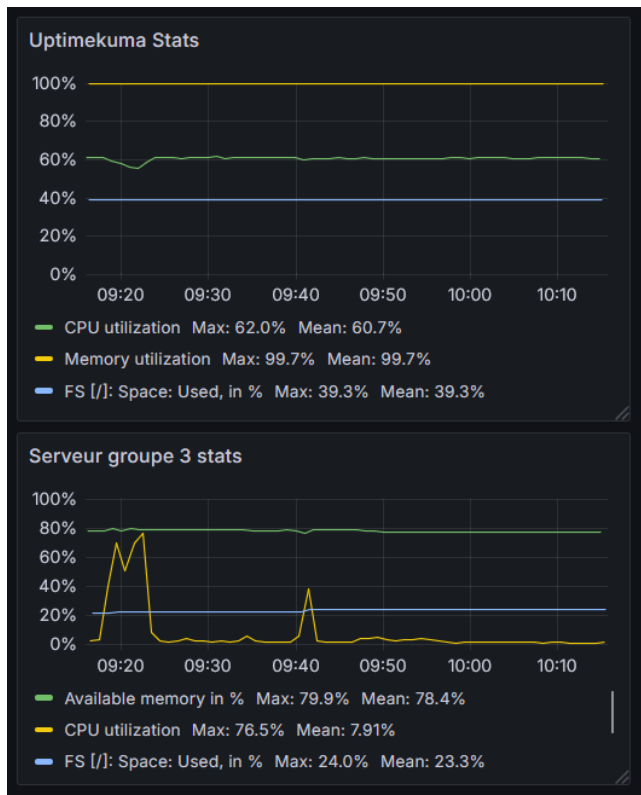 Uptimekuma Stats
100%
80%
60%
40%
20%
0%
09:20 09:30 09:40 09:50 10:00 10:10
CPU utilization Max: 62.0% Mean: 60.7%
Memory utilization Max: 99.7% Mean: 99.7%
FS [/]: Space: Used, in % Max: 39.3% Mean: 39.3%
Serveur groupe 3 stats
100%
80%
60%
40%
20%
0%
09:20 09:30 09:40 09:50 10:00 10:10
Available memory in % Max: 79.9% Mean: 78.4%
CPU utilization Max: 76.5% Mean: 7.91%
FS [/]: Space: Used, in % Max: 24.0% Mean: 23.3%